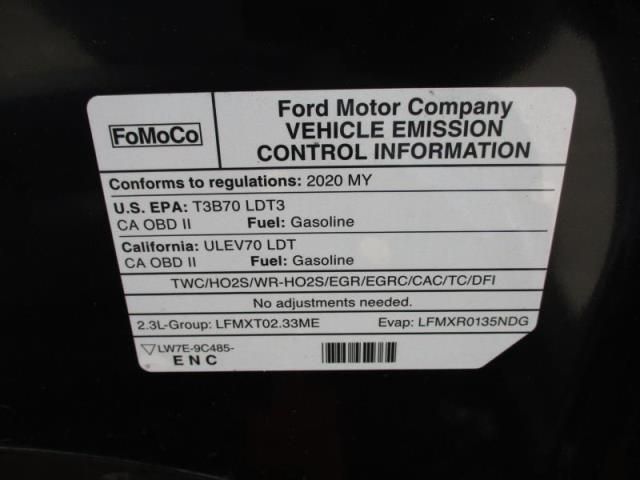 FoMoCo
Ford Motor Company
VEHICLE EMISSION
CONTROL INFORMATION
Conforms to regulations: 2020 MY
U.S. EPA: T3B70 LDT3
CA OBD II Fuel: Gasoline
California: ULEV70 LDT
CA OBD II Fuel: Gasoline
TWC/HO2S/WR-HO2S/EGR/EGRC/CAC/TC/DFI
No adjustments needed.
2.3L-Group: LFMXT02.33ME Evap: LFMXR0135NDG
LW7E-9C485-
ENC